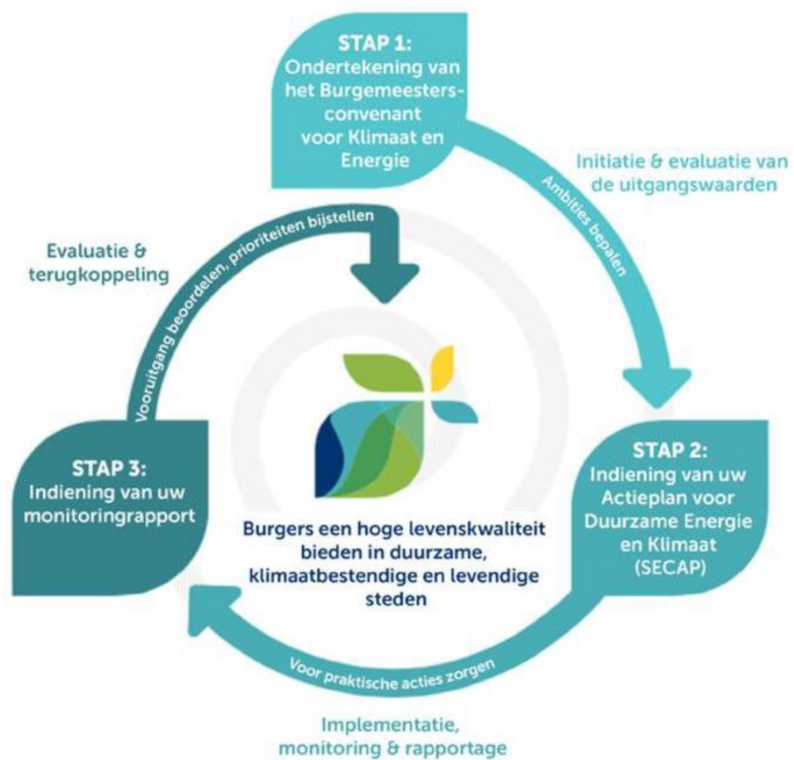 STAP 1:
Ondertekening van
het Burgemeesters-
convenant
voor Klimaat en
Energie
Ambities bepalen
Initiatie & evaluatie van
de uitgangswaarden
STAP 2:
Indiening van uw
Actieplan voor
Duurzame Energie
en Klimaat
(SECAP)
Voor praktische acties zorgen
Implementatie,
monitoring & rapportage
STAP 3:
Indiening van uw
monitoringrapport
Vooruitgang beoordelen, prioriteiten bijstellen
Evaluatie &
terugkoppeling
Burgers een hoge levenskwaliteit
bieden in duurzame,
klimaatbestendige en levendige
steden